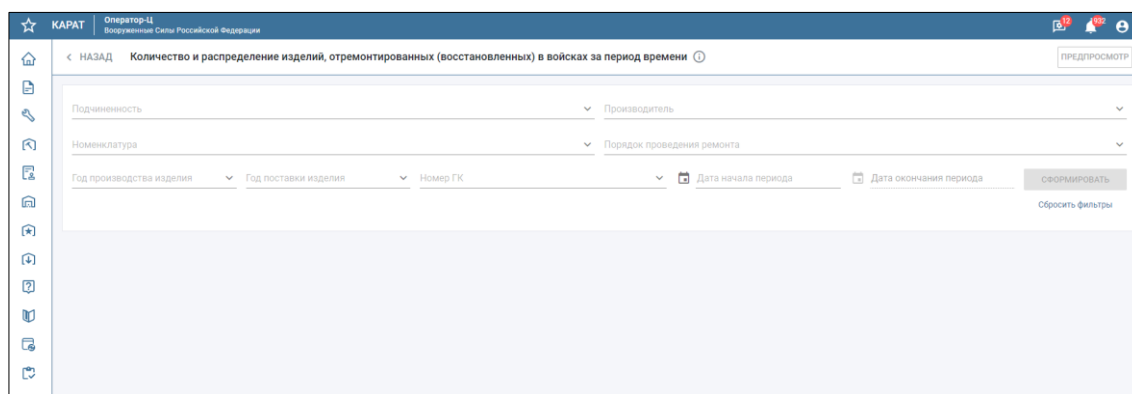 КАРАТ
Оператор-Ц
Вооруженные Силы Российской Федерации
12
932
НАЗАД
Количество и распределение изделий, отремонтированных (восстановленных) в войсках за период времени
ПРЕДПРОСМОТР
Подчиненность
Производитель
Номенклатура
Порядок проведения ремонта
Год производства изделия
Год поставки изделия
Номер ГК
Дата начала периода
Дата окончания периода
СФОРМИРОВАТЬ
Сбросить фильтры